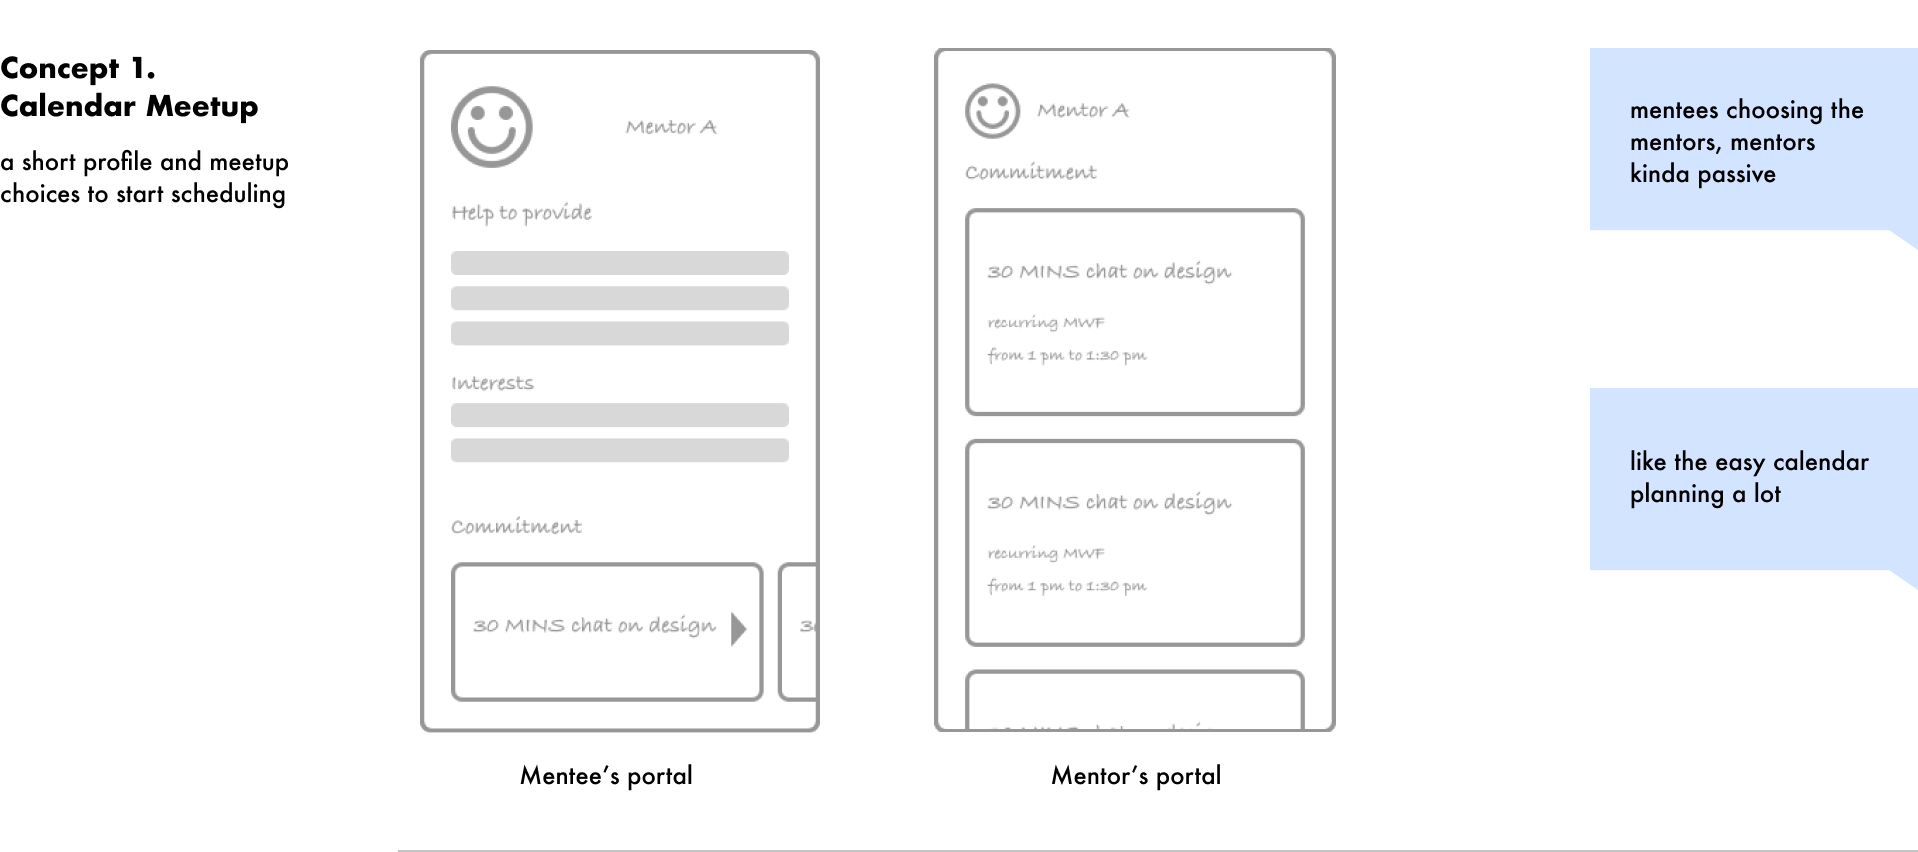 Concept 1.
Calendar Meetup
a short profile and meetup
choices to start scheduling
Mentor A
Help to provide
Interests
Commitment
30 MINS chat on design
30
Mentee’s portal
Mentor A
Commitment
30 MINS chat on design
recurring MWF
from 1 pm to 1:30 pm
30 MINS chat on design
recurring MWF
from 1 pm to 1:30 pm
Mentor’s portal
mentees choosing the
mentors, mentors
kinda passive
like the easy calendar
planning a lot